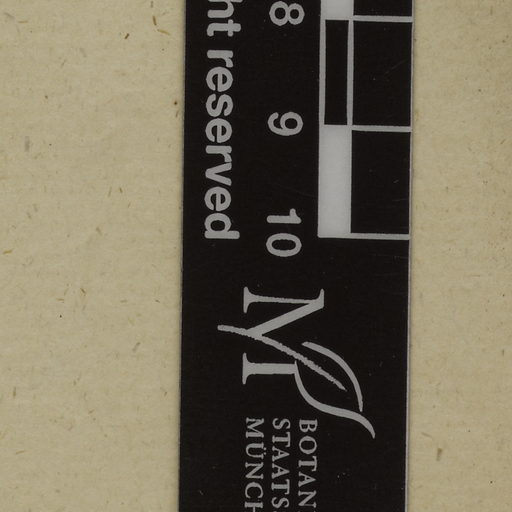 ht reserved
8 9 10
M
BOTAN
STAATS
MÜNCH